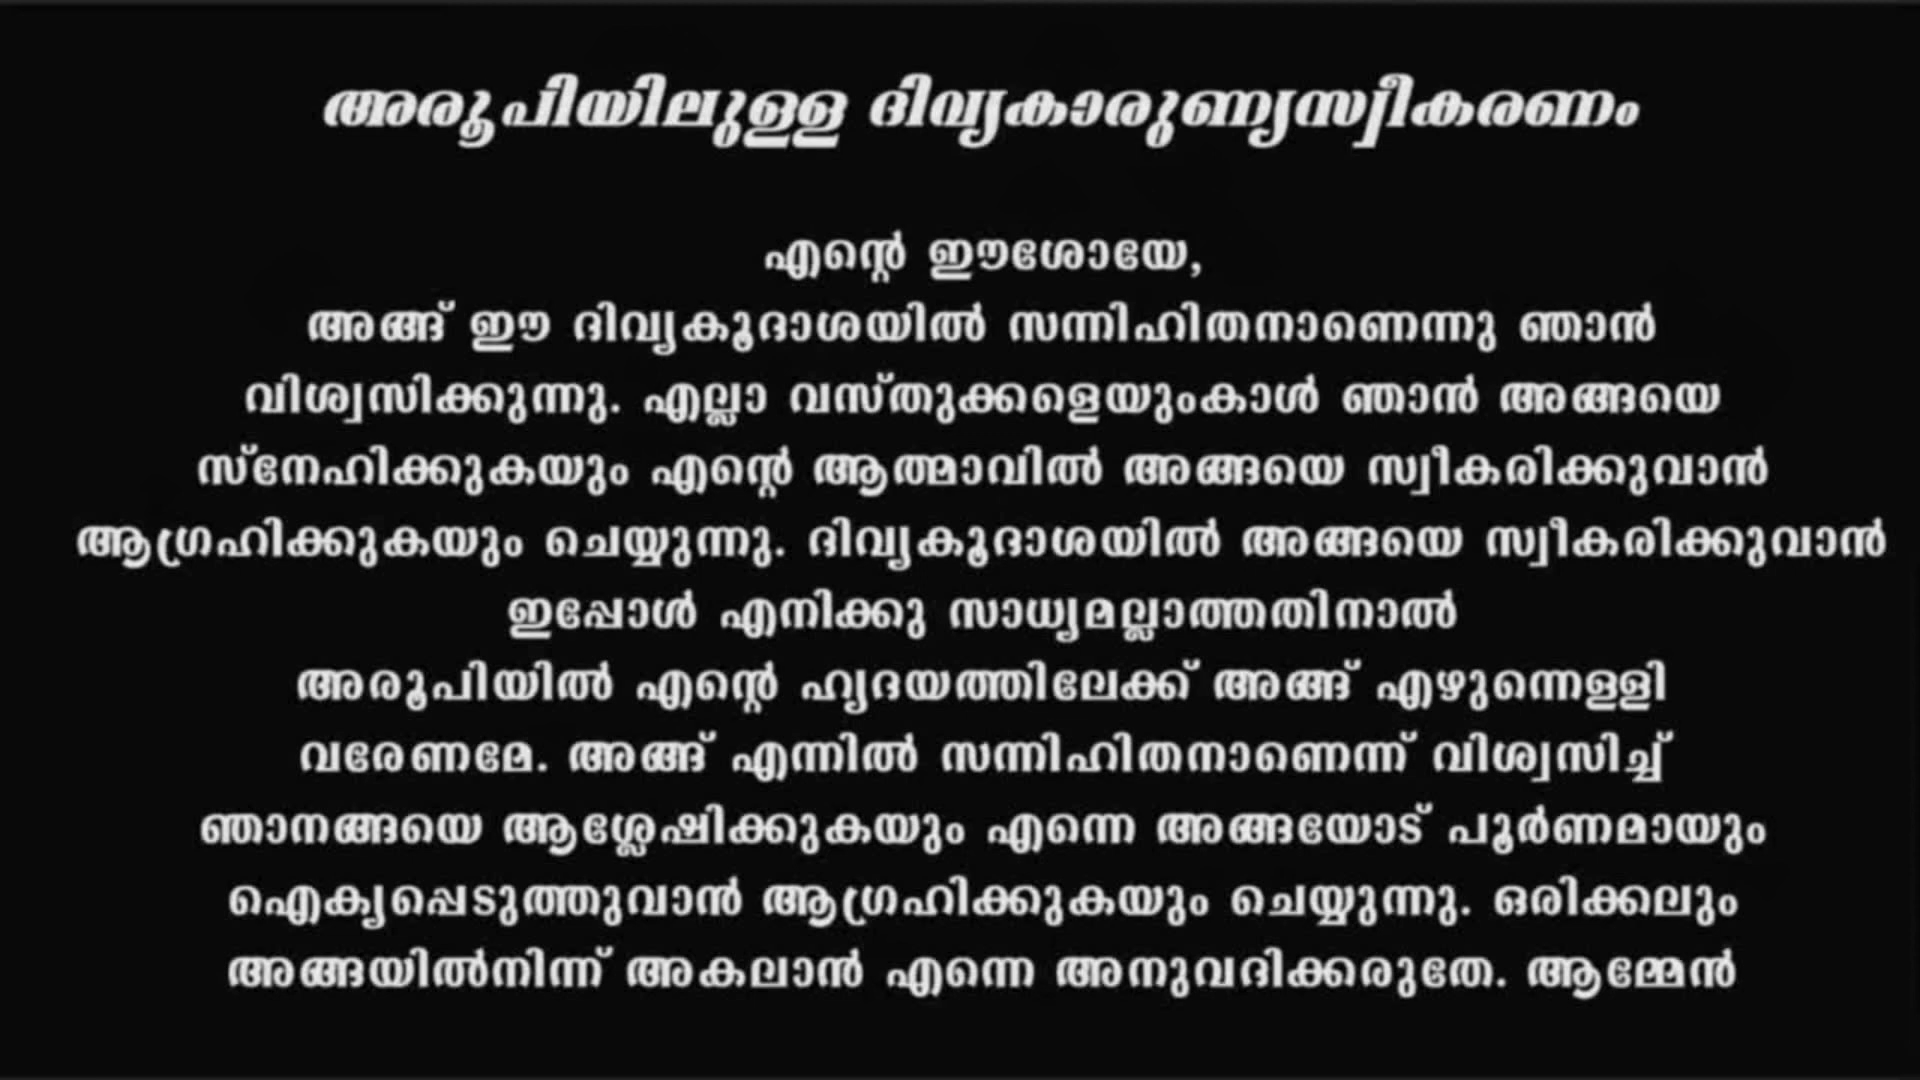 അരൂപിയിലുള്ള ദിവ്യകാരുണ്യസ്വീകരണം
എന്റെ ഈശോയേ,
അങ്ങ് ഈ ദിവ്യകൂദാശയിൽ സന്നിഹിതനാണെന്നു ഞാൻ
വിശ്വസിക്കുന്നു. എല്ലാ വസ്തുക്കളെയുംകാൾ ഞാൻ അങ്ങയെ
സ്നേഹിക്കുകയും എന്റെ ആത്മാവിൽ അങ്ങയെ സ്വീകരിക്കുവാൻ
ആഗ്രഹിക്കുകയും ചെയ്യുന്നു. ദിവ്യകൂദാശയിൽ അങ്ങയെ സ്വീകരിക്കുവാൻ
ഇപ്പോൾ എനിക്കു സാധ്യമല്ലാത്തതിനാൽ
അരൂപിയിൽ എന്റെ ഹൃദയത്തിലേക്ക് അങ്ങ് എഴുന്നെള്ളി
വരേണമേ. അങ്ങ് എന്നിൽ സന്നിഹിതനാണെന്ന് വിശ്വസിച്ച്
ഞാനങ്ങയെ ആശ്ലേഷിക്കുകയും എന്നെ അങ്ങയോട് പൂർണമായും
ഐക്യപ്പെടുത്തുവാൻ ആഗ്രഹിക്കുകയും ചെയ്യുന്നു. ഒരിക്കലും
അങ്ങയിൽനിന്ന് അകലാൻ എന്നെ അനുവദിക്കരുതേ. ആമ്മേൻ